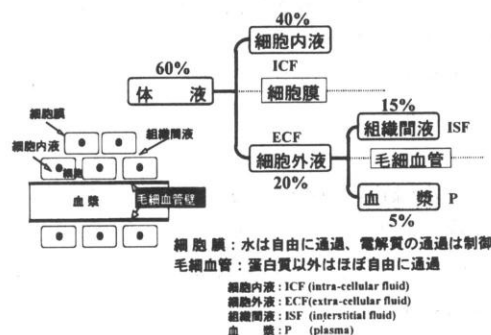 40%
細胞内液
ICF
60%
体 液
細胞膜
15%
組織間液 ISF
ECF
細胞外液
20%
毛細血管
血 漿 P
5%
細胞膜
細胞内液
組織間液
細胞
血 漿
毛細血管壁
細 胞 膜：水は自由に通過、電解質の通過は制御
毛細血管：蛋白質以外はほぼ自由に通過
細胞内液：ICF (intra-cellular fluid)
細胞外液：ECF(extra-cellular fluid)
組織間液：ISF (interstitial fluid)
血 漿：P (plasma)